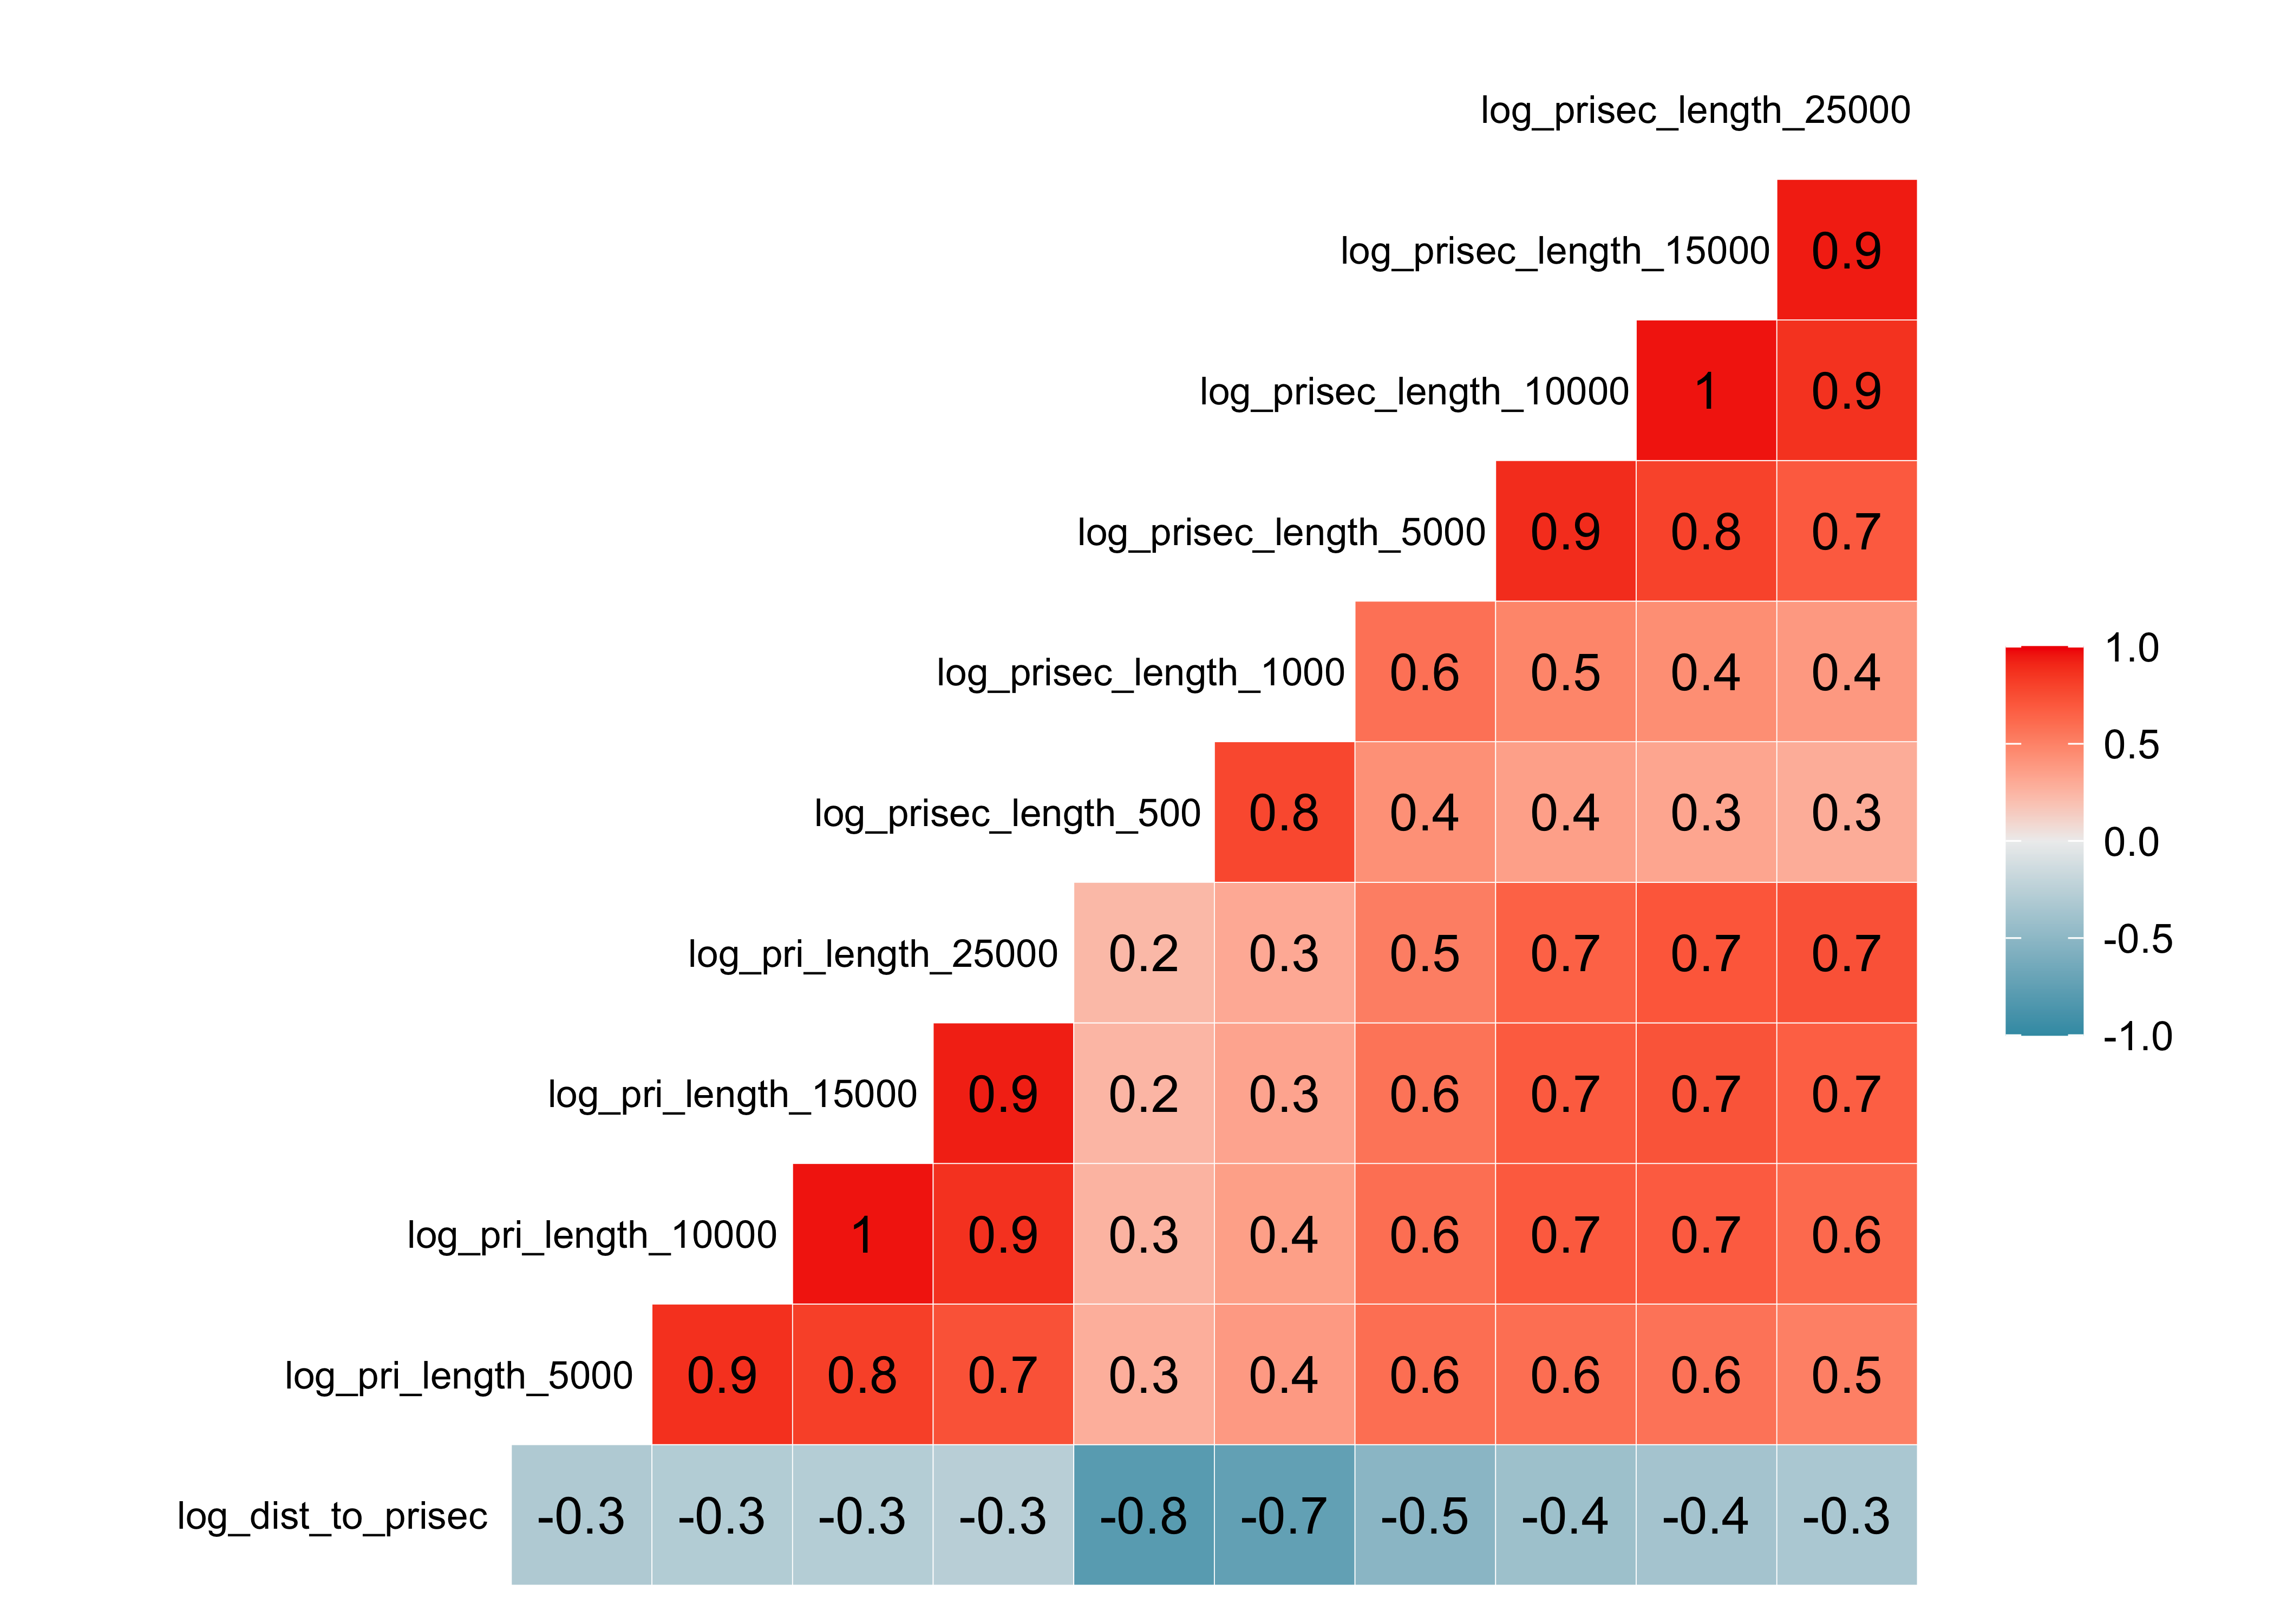 log_prisec_length_25000
log_prisec_length_15000 0.9
log_prisec_length_10000 1 0.9
log_prisec_length_5000 0.9 0.8 0.7
log_prisec_length_1000 0.6 0.5 0.4 0.4
log_prisec_length_500 0.8 0.4 0.4 0.3 0.3
log_pri_length_25000 0.2 0.3 0.5 0.7 0.7 0.7
log_pri_length_15000 0.9 0.2 0.3 0.6 0.7 0.7 0.7
log_pri_length_10000 1 0.9 0.3 0.4 0.6 0.7 0.7 0.6
log_pri_length_5000 0.9 0.8 0.7 0.3 0.4 0.6 0.6 0.6 0.5
log_dist_to_prisec -0.3 -0.3 -0.3 -0.3 -0.8 -0.7 -0.5 -0.4 -0.4 -0.3
1.0
0.5
0.0
-0.5
-1.0